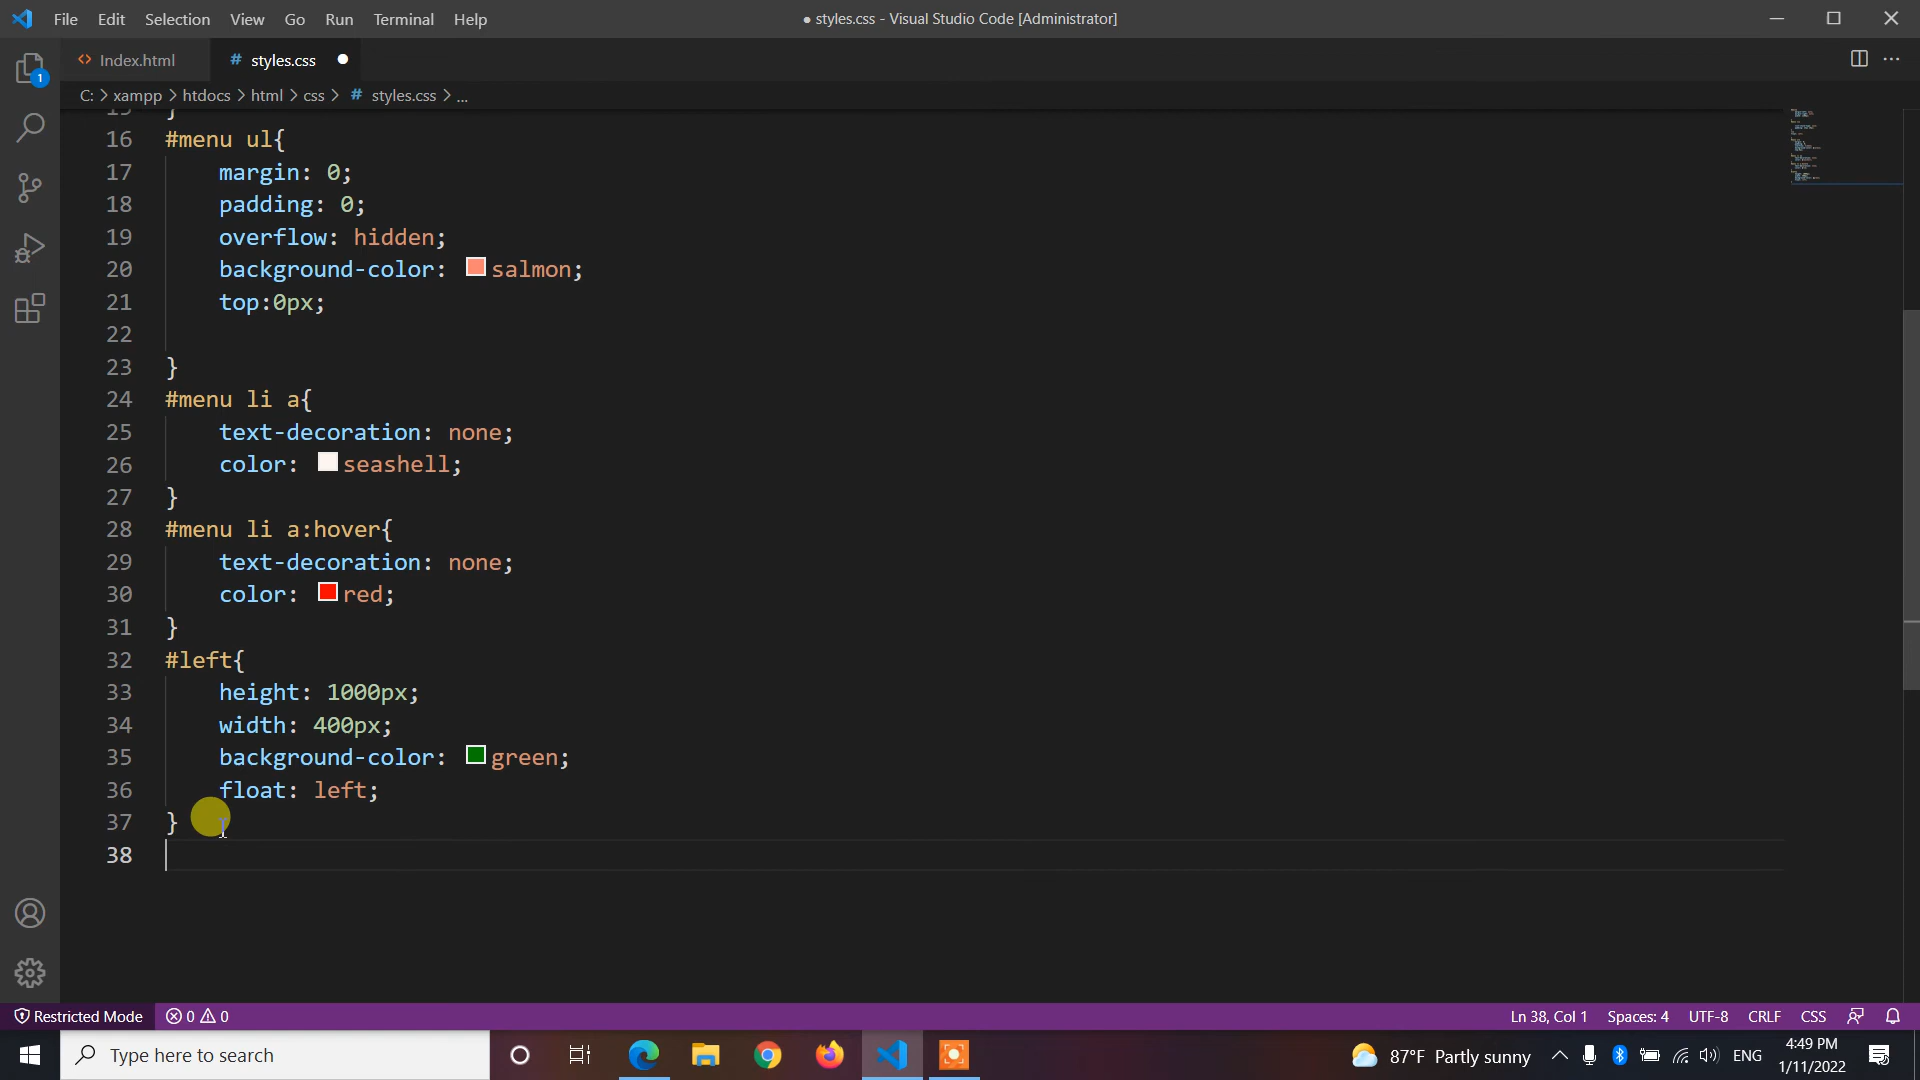 File Edit Selection View Go Run Terminal Help
● styles.css - Visual Studio Code [Administrator]
<> Index.html
# styles.css ●
1
C: > xampp > htdocs > html > css > # styles.css > ...
15 }
16 #menu ul{
17 margin: 0;
18 padding: 0;
19 overflow: hidden;
20 background-color: salmon;
21 top:0px;
22
23 }
24 #menu li a{
25 text-decoration: none;
26 color: seashell;
27 }
28 #menu li a:hover{
29 text-decoration: none;
30 color: red;
31 }
32 #left{
33 height: 1000px;
34 width: 400px;
35 background-color: green;
36 float: left;
37 }
38
Restricted Mode 0 0
Ln 38, Col 1 Spaces: 4 UTF-8 CRLF CSS
Type here to search
87°F Partly sunny
ENG
4:49 PM
1/11/2022